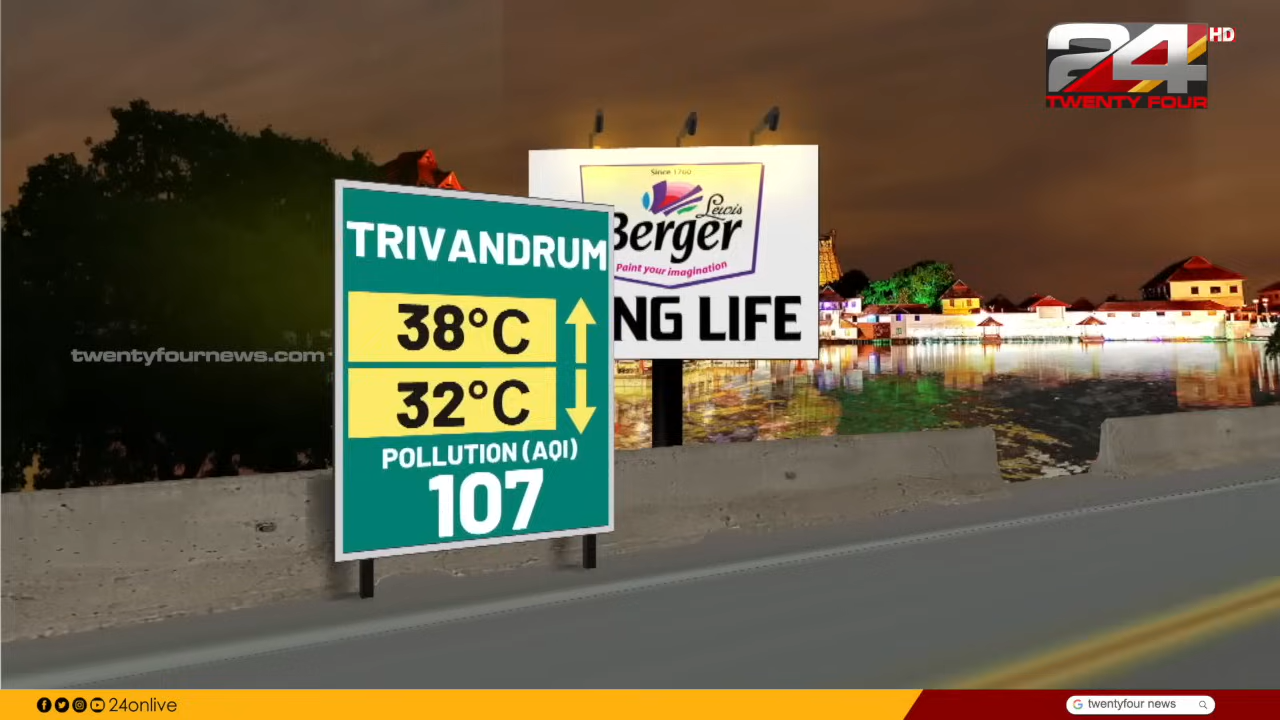 24 HD
TWENTY FOUR
Since 1760
Lewis
Berger
Paint your imagination
NG LIFE
TRIVANDRUM
38°C
32°C
POLLUTION (AQI)
107
twentyfournews.com
24onlive
twentyfour news